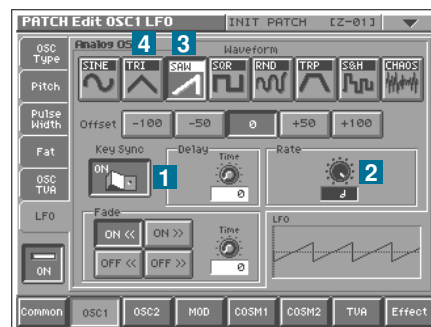 PATCH Edit OSC1 LFO INIT PATCH [Z-01]
OSC Type
Analog OSC
Waveform
4 3
SINE TRI SAW SQR RND TRP S&H CHAOS
Pitch
Pulse Width
Offset -100 -50 0 +50 +100
Fat
Key Sync Delay Rate
ON Time
1 2
0
OSC TVA
LFO
Fade LFO
ON << ON >> Time
OFF << OFF >> 0
ON
Common OSC1 OSC2 MOD COSM1 COSM2 TVA Effect